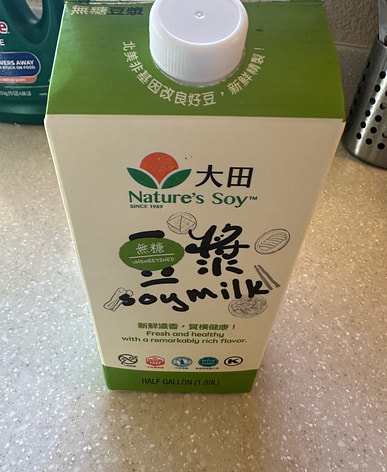 無糖豆漿
北美非基因改良好豆，新鮮精製！
大田
Nature's Soy™
SINCE 1989
豆漿
無糖
UNSWEETENED
soymilk
新鮮濃香，質樸健康！
Fresh and healthy
with a remarkably rich flavor.
HALF GALLON (1.89L)